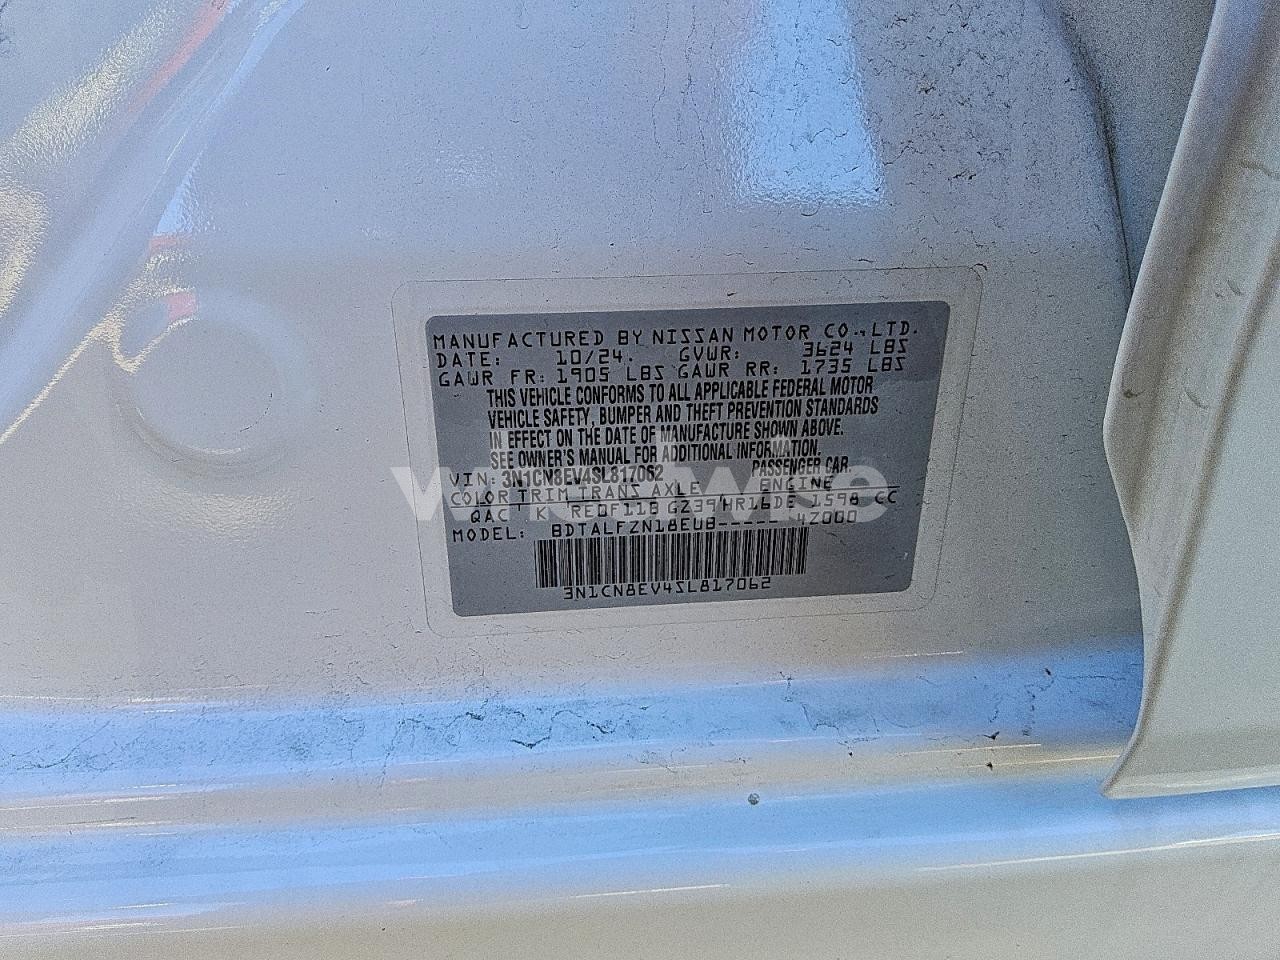 MANUFACTURED BY NISSAN MOTOR CO., LTD.
DATE: 10/24. GVWR: 3624 LBS
GAWR FR: 1905 LBS GAWR RR: 1735 LBS
THIS VEHICLE CONFORMS TO ALL APPLICABLE FEDERAL MOTOR
VEHICLE SAFETY, BUMPER AND THEFT PREVENTION STANDARDS
IN EFFECT ON THE DATE OF MANUFACTURE SHOWN ABOVE.
SEE OWNER'S MANUAL FOR ADDITIONAL INFORMATION.
VIN: 3N1CN8EV4SL817062 PASSENGER CAR.
COLOR TRIM TRANS AXLE ENGINE
QAC K RE0F11B GZ39 HR16DE 1598 CC
MODEL: BDTALFZN18EUB----- 4Z000
3N1CN8EV4SL817062